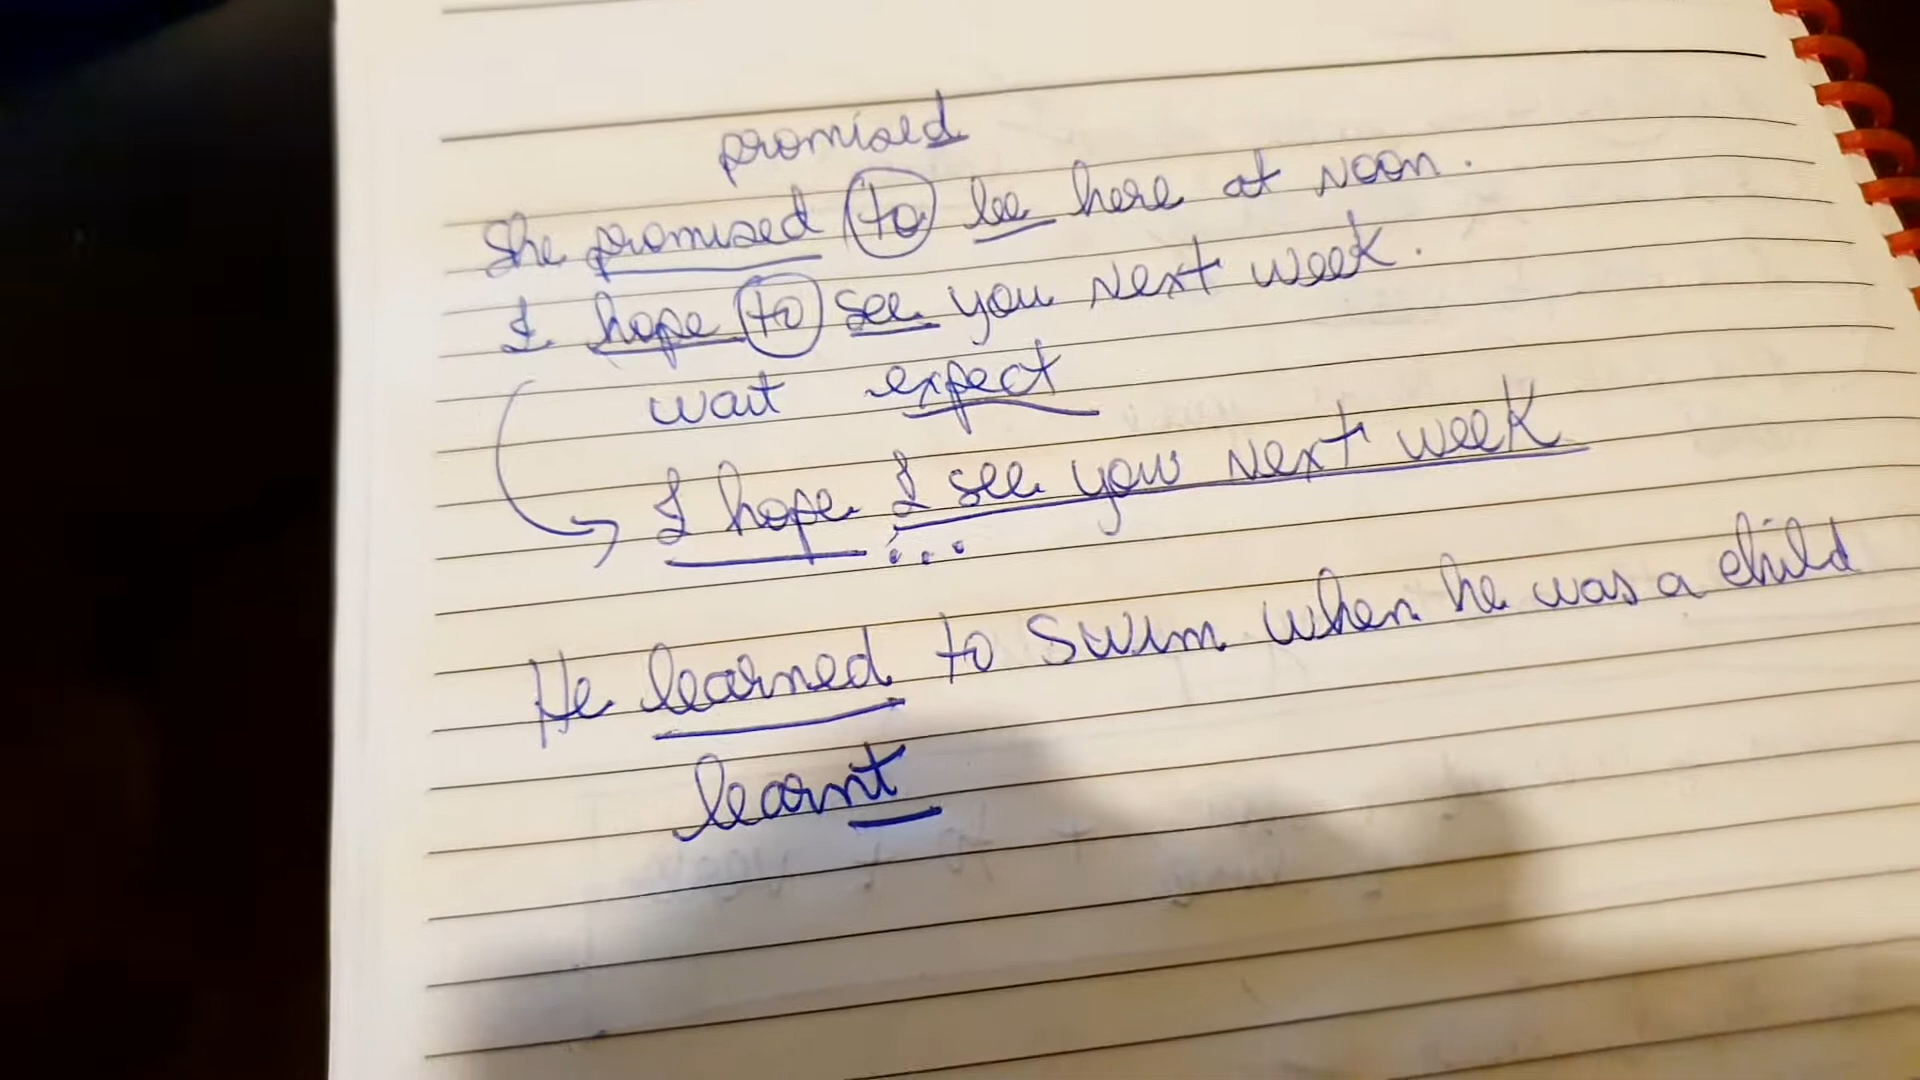 promised
She promised to be here at noon.
I hope to see you next week.
wait expect
I hope I see you next week
...
He learned to swim when he was a child
learnt